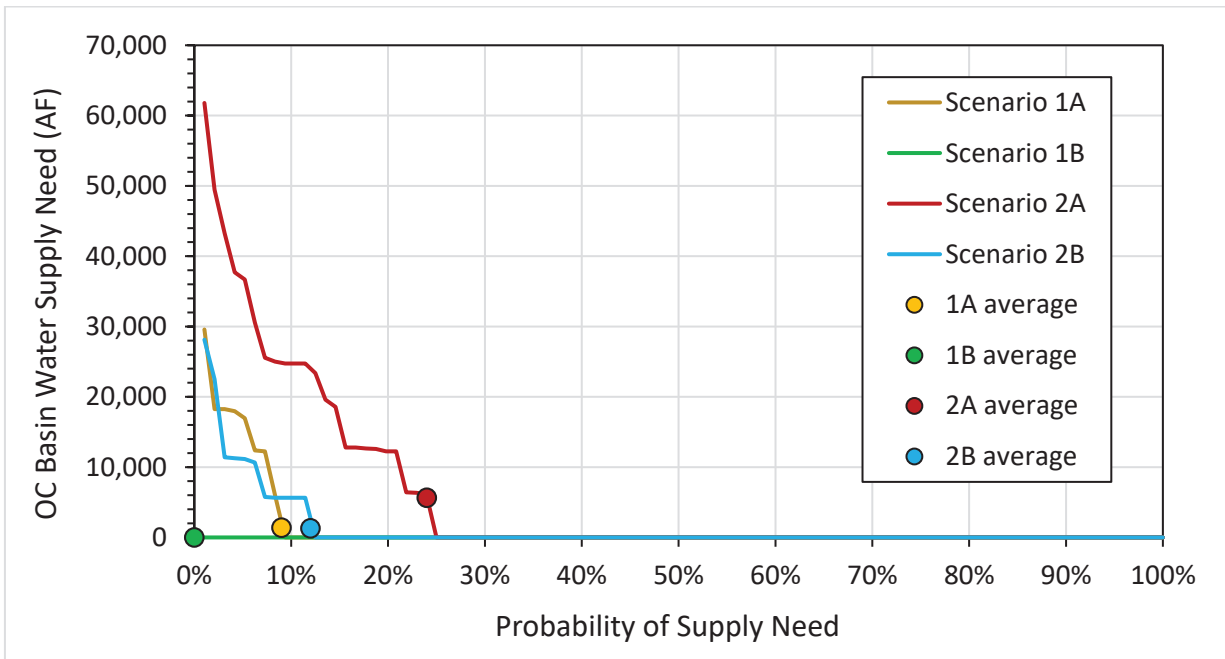 70,000
60,000
50,000
40,000
30,000
20,000
10,000
0
OC Basin Water Supply Need (AF)
Scenario 1A
Scenario 1B
Scenario 2A
Scenario 2B
1A average
1B average
2A average
2B average
0% 10% 20% 30% 40% 50% 60% 70% 80% 90% 100%
Probability of Supply Need